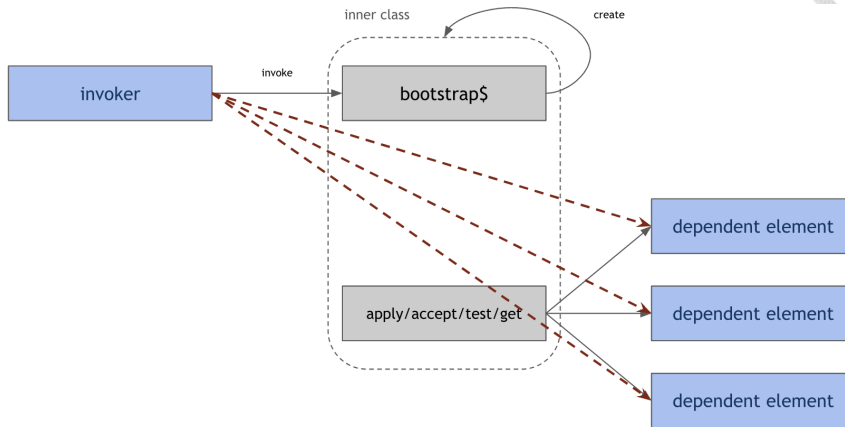 inner class
create
invoke
invoker
bootstrap$
dependent element
apply/accept/test/get
dependent element
dependent element